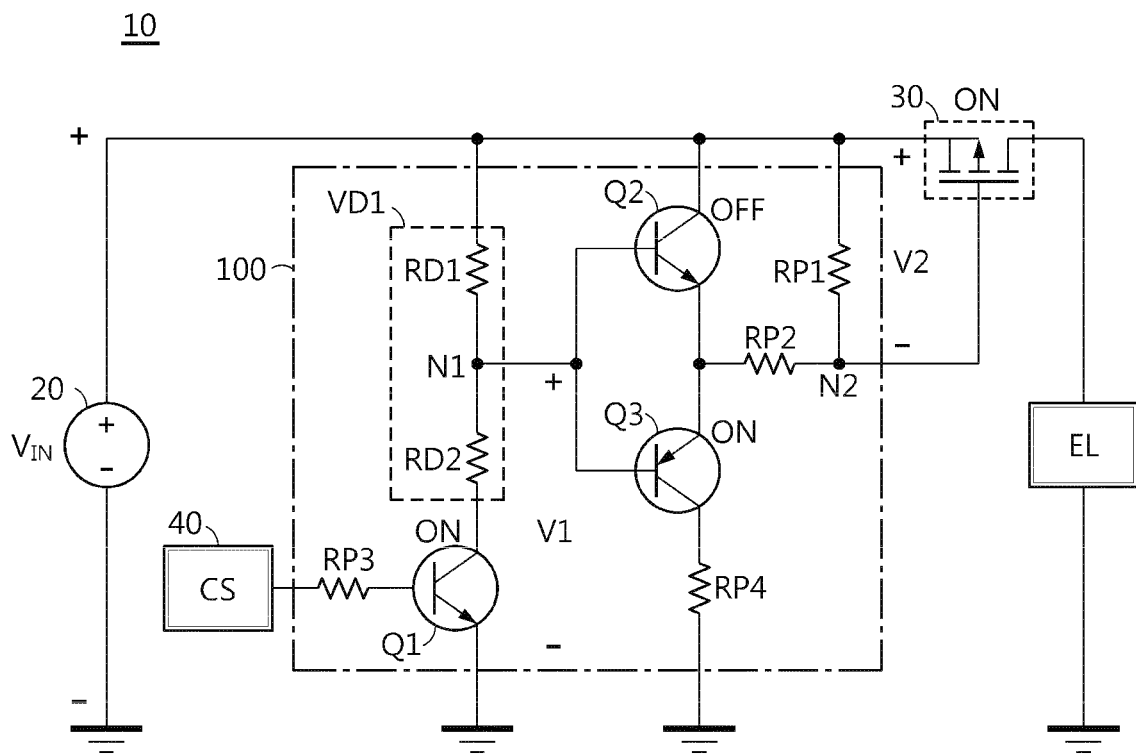 10
30
ON
+
+
Q2
OFF
VD1
100
RD1
RP1
V2
RP2
-
N1
+
N2
20
Q3
ON
VIN
+
-
RD2
EL
40
ON
V1
RP3
CS
RP4
Q1
-
-